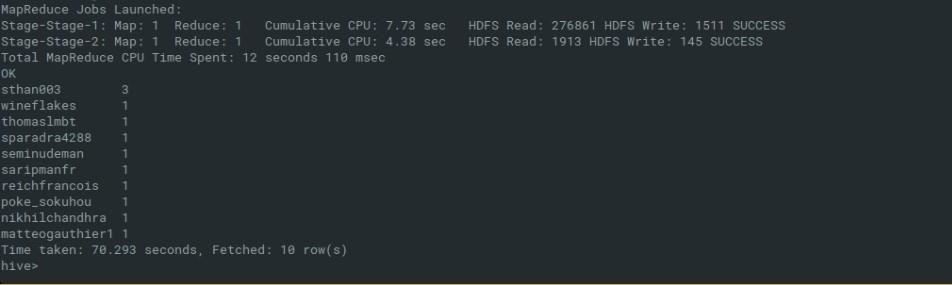 MapReduce Jobs Launched:
Stage-Stage-1: Map: 1  Reduce: 1   Cumulative CPU: 7.73 sec   HDFS Read: 276861 HDFS Write: 1511 SUCCESS
Stage-Stage-2: Map: 1  Reduce: 1   Cumulative CPU: 4.38 sec   HDFS Read: 1913 HDFS Write: 145 SUCCESS
Total MapReduce CPU Time Spent: 12 seconds 110 msec
OK
sthan003        3
wineflakes      1
thomaslmbt      1
sparadra4288    1
seminudeman     1
saripmanfr      1
reichfrancois   1
poke_sokuhou    1
nikhilchandhra  1
matteogauthier1 1
Time taken: 70.293 seconds, Fetched: 10 row(s)
hive>